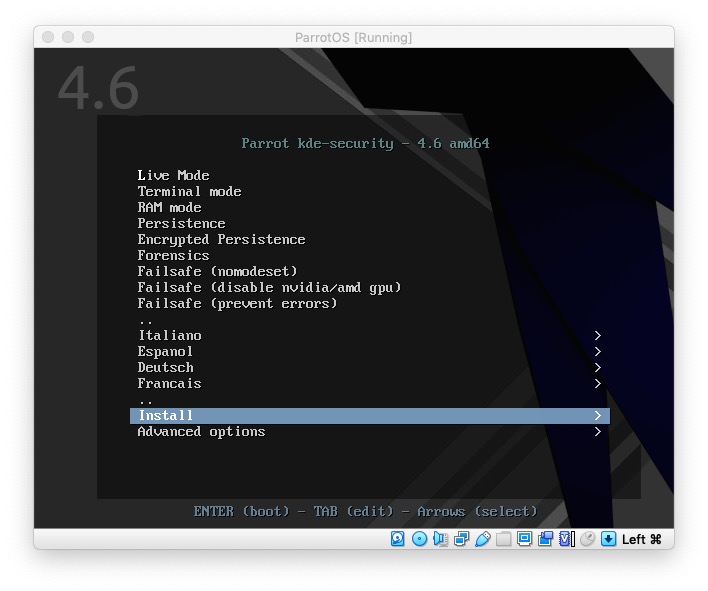 ParrotOS [Running]
4.6
Parrot kde-security - 4.6 amd64
Live Mode
Terminal mode
RAM mode
Persistence
Encrypted Persistence
Forensics
Failsafe (nomodeset)
Failsafe (disable nvidia/amd gpu)
Failsafe (prevent errors)
..
Italiano >
Espanol >
Deutsch >
Francais >
..
Install >
Advanced options >
ENTER (boot) - TAB (edit) - Arrows (select)
Left ⌘